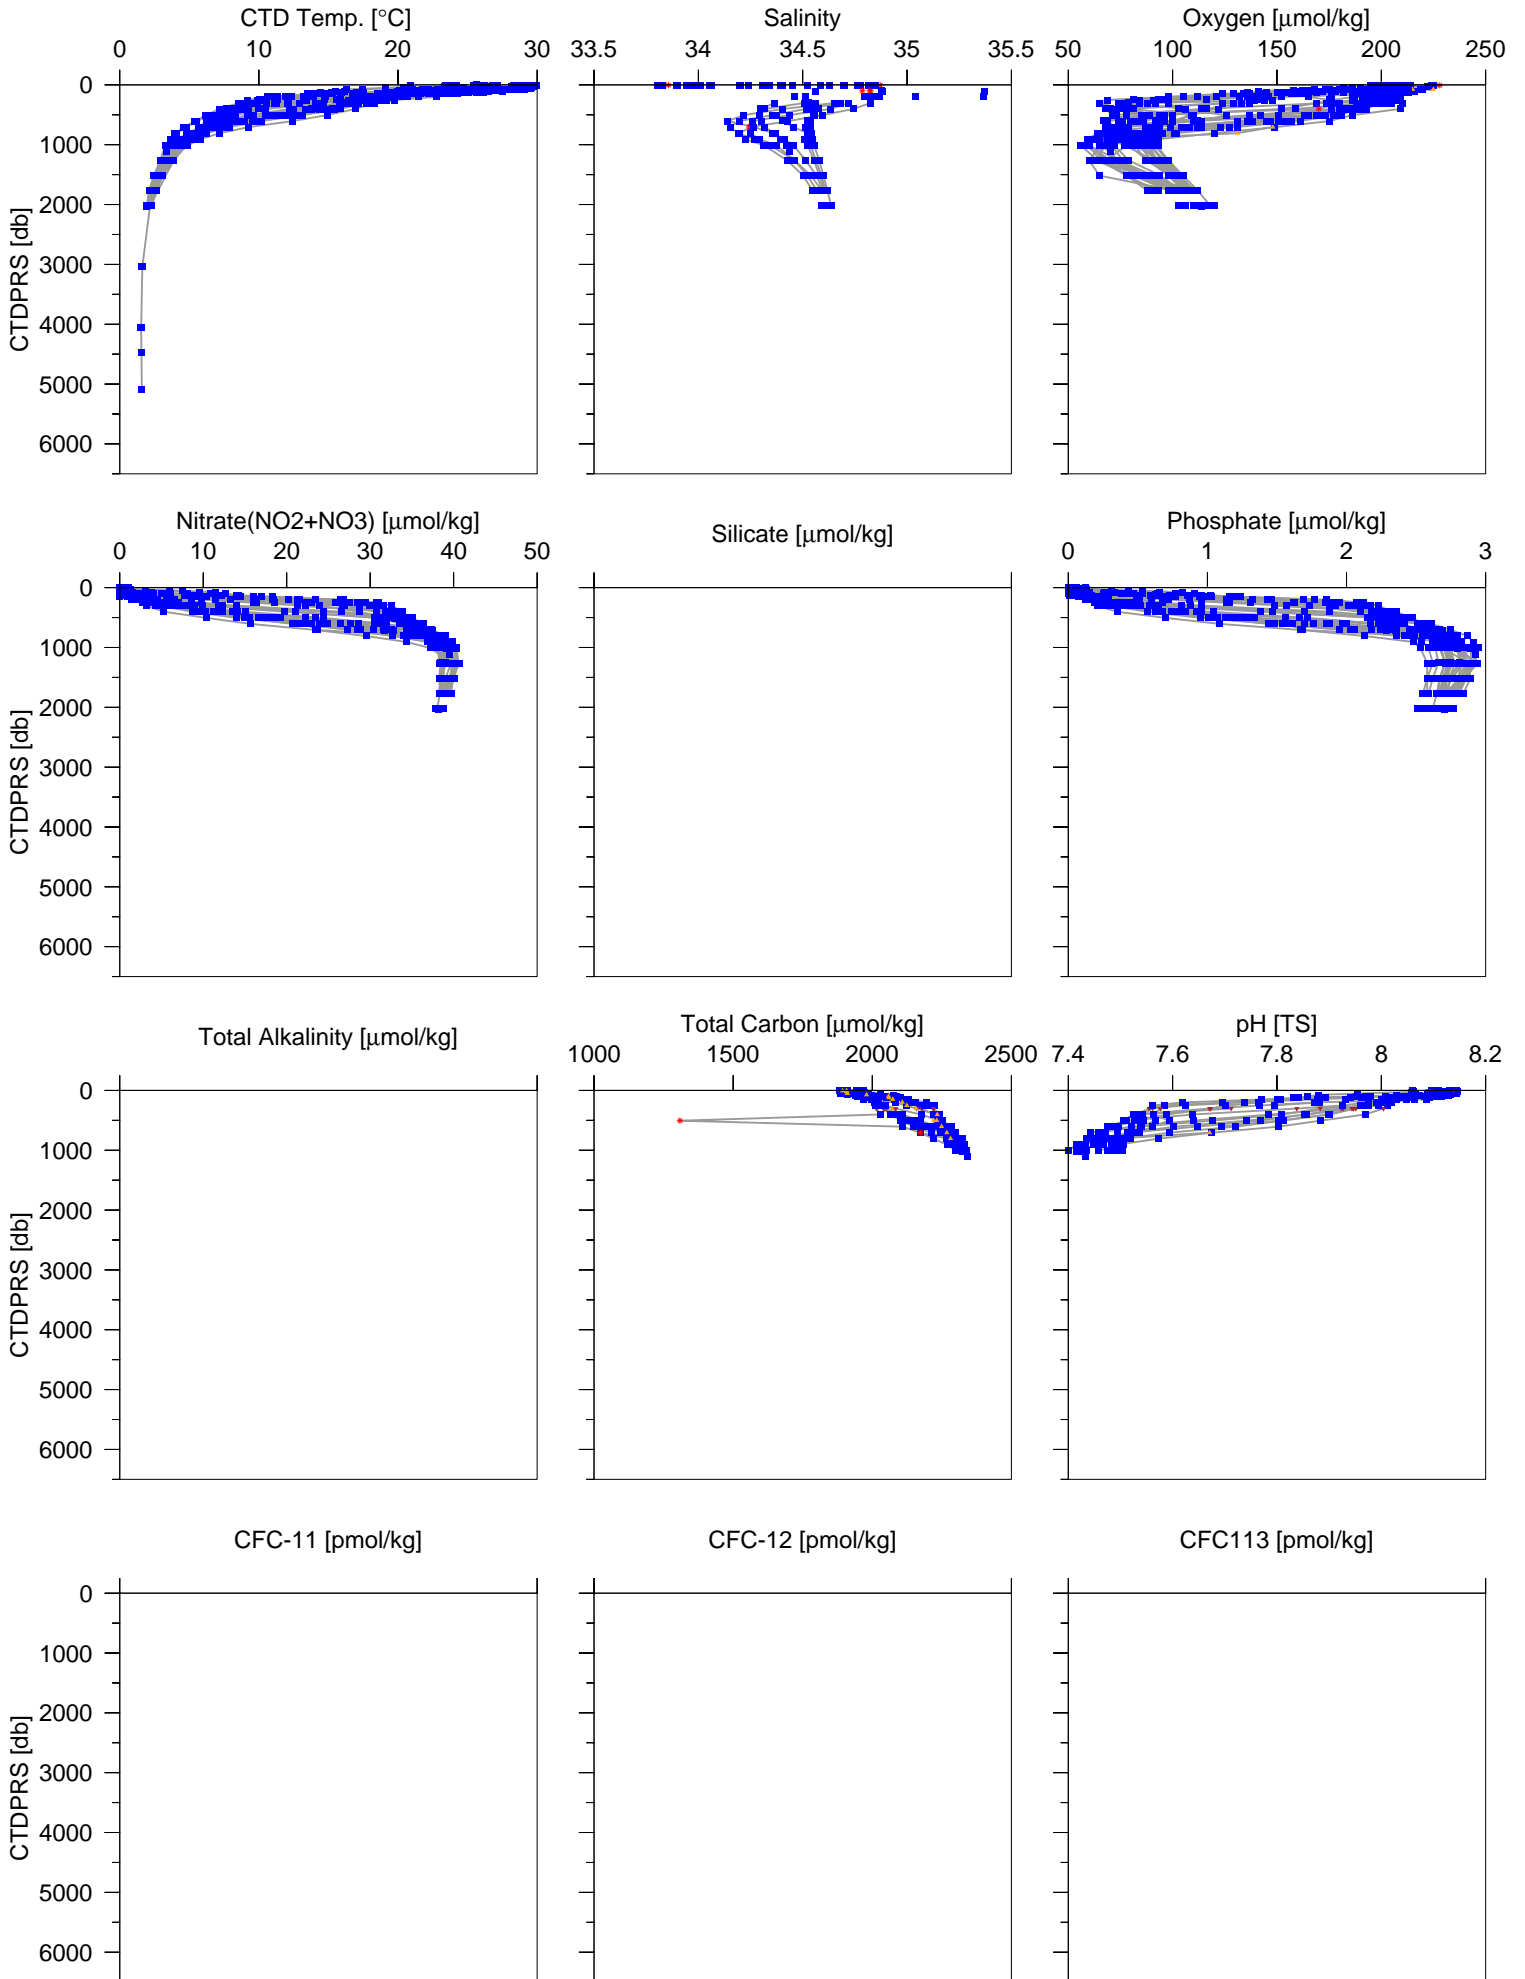 CTD Temp. [°C] Salinity Oxygen [μmol/kg]
0 10 20 30 33.5 34 34.5 35 35.5 50 100 150 200 250
0
1000
2000
3000
4000
5000
6000
CTDPRS [db]
Nitrate(NO2+NO3) [μmol/kg] Silicate [μmol/kg] Phosphate [μmol/kg]
0 10 20 30 40 50 0 1 2 3
0
1000
2000
3000
4000
5000
6000
CTDPRS [db]
Total Alkalinity [μmol/kg] Total Carbon [μmol/kg] pH [TS]
1000 1500 2000 2500 7.4 7.6 7.8 8 8.2
0
1000
2000
3000
4000
5000
6000
CTDPRS [db]
CFC-11 [pmol/kg] CFC-12 [pmol/kg] CFC113 [pmol/kg]
0
1000
2000
3000
4000
5000
6000
CTDPRS [db]